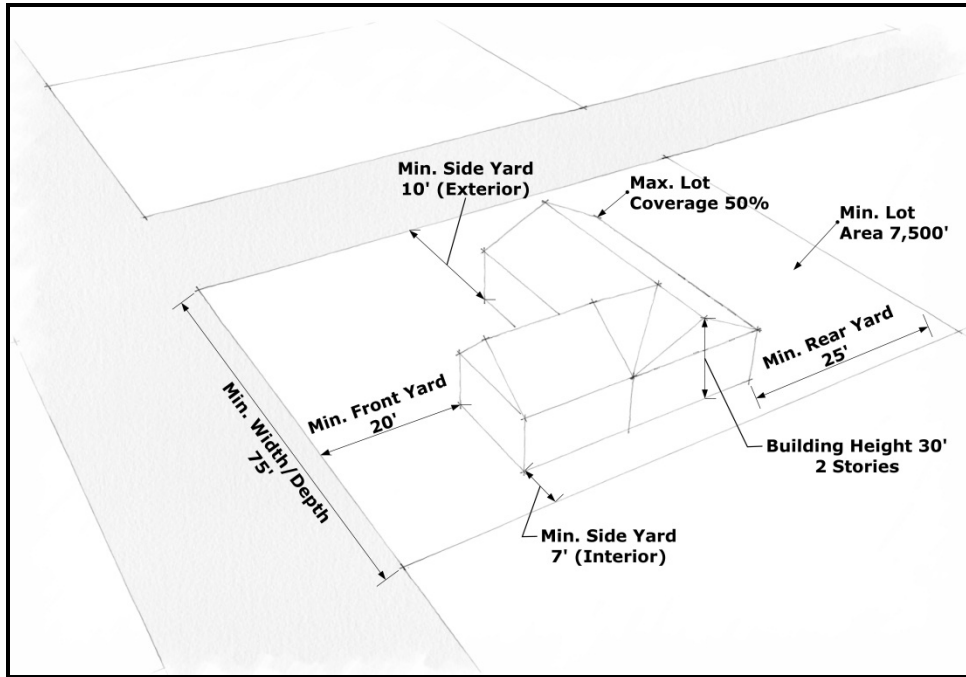 Min. Side Yard
10' (Exterior)
Max. Lot
Coverage 50%
Min. Lot
Area 7,500'
Min. Rear Yard
25'
Min. Front Yard
20'
Min. Width/Depth
75'
Building Height 30'
2 Stories
Min. Side Yard
7' (Interior)